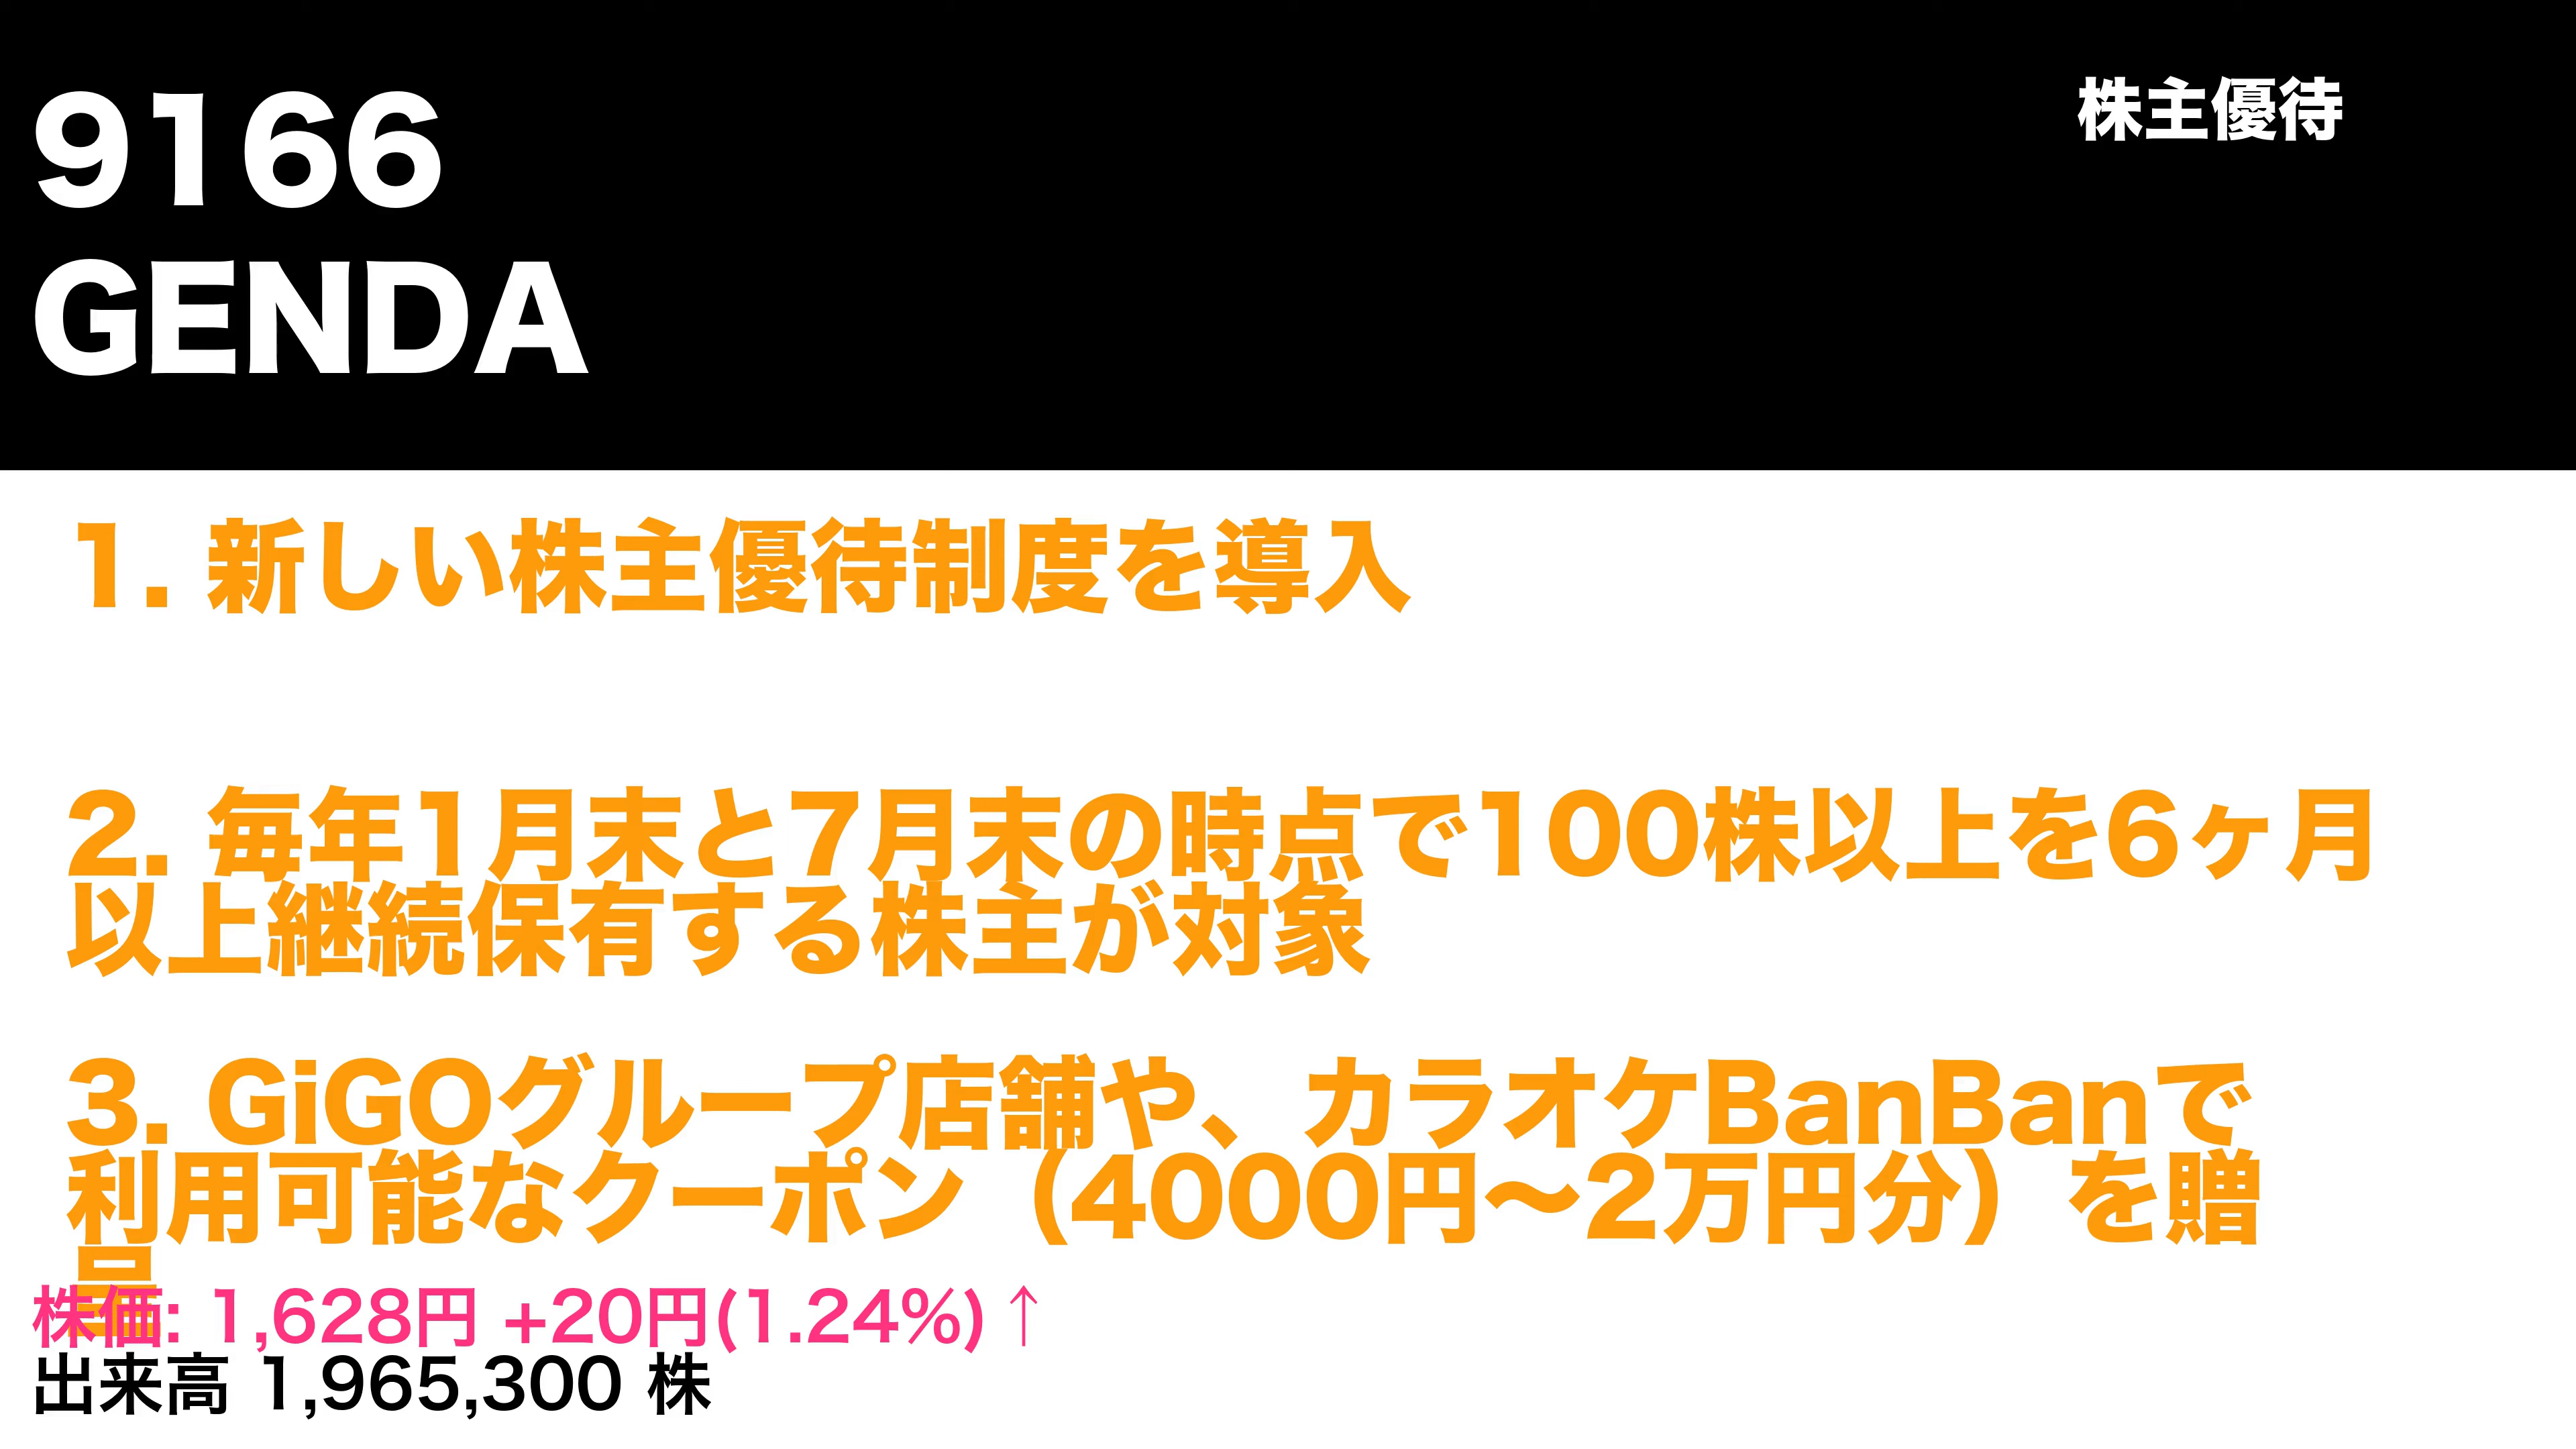 9166
株主優待
GENDA
1. 新しい株主優待制度を導入
2. 毎年1月末と7月末の時点で100株以上を6ヶ月
以上継続保有する株主が対象
3. GiGOグループ店舗や、カラオケBanBanで
利用可能なクーポン（4000円〜2万円分）を贈
呈
株価: 1,628円 +20円(1.24%)↑
出来高 1,965,300 株